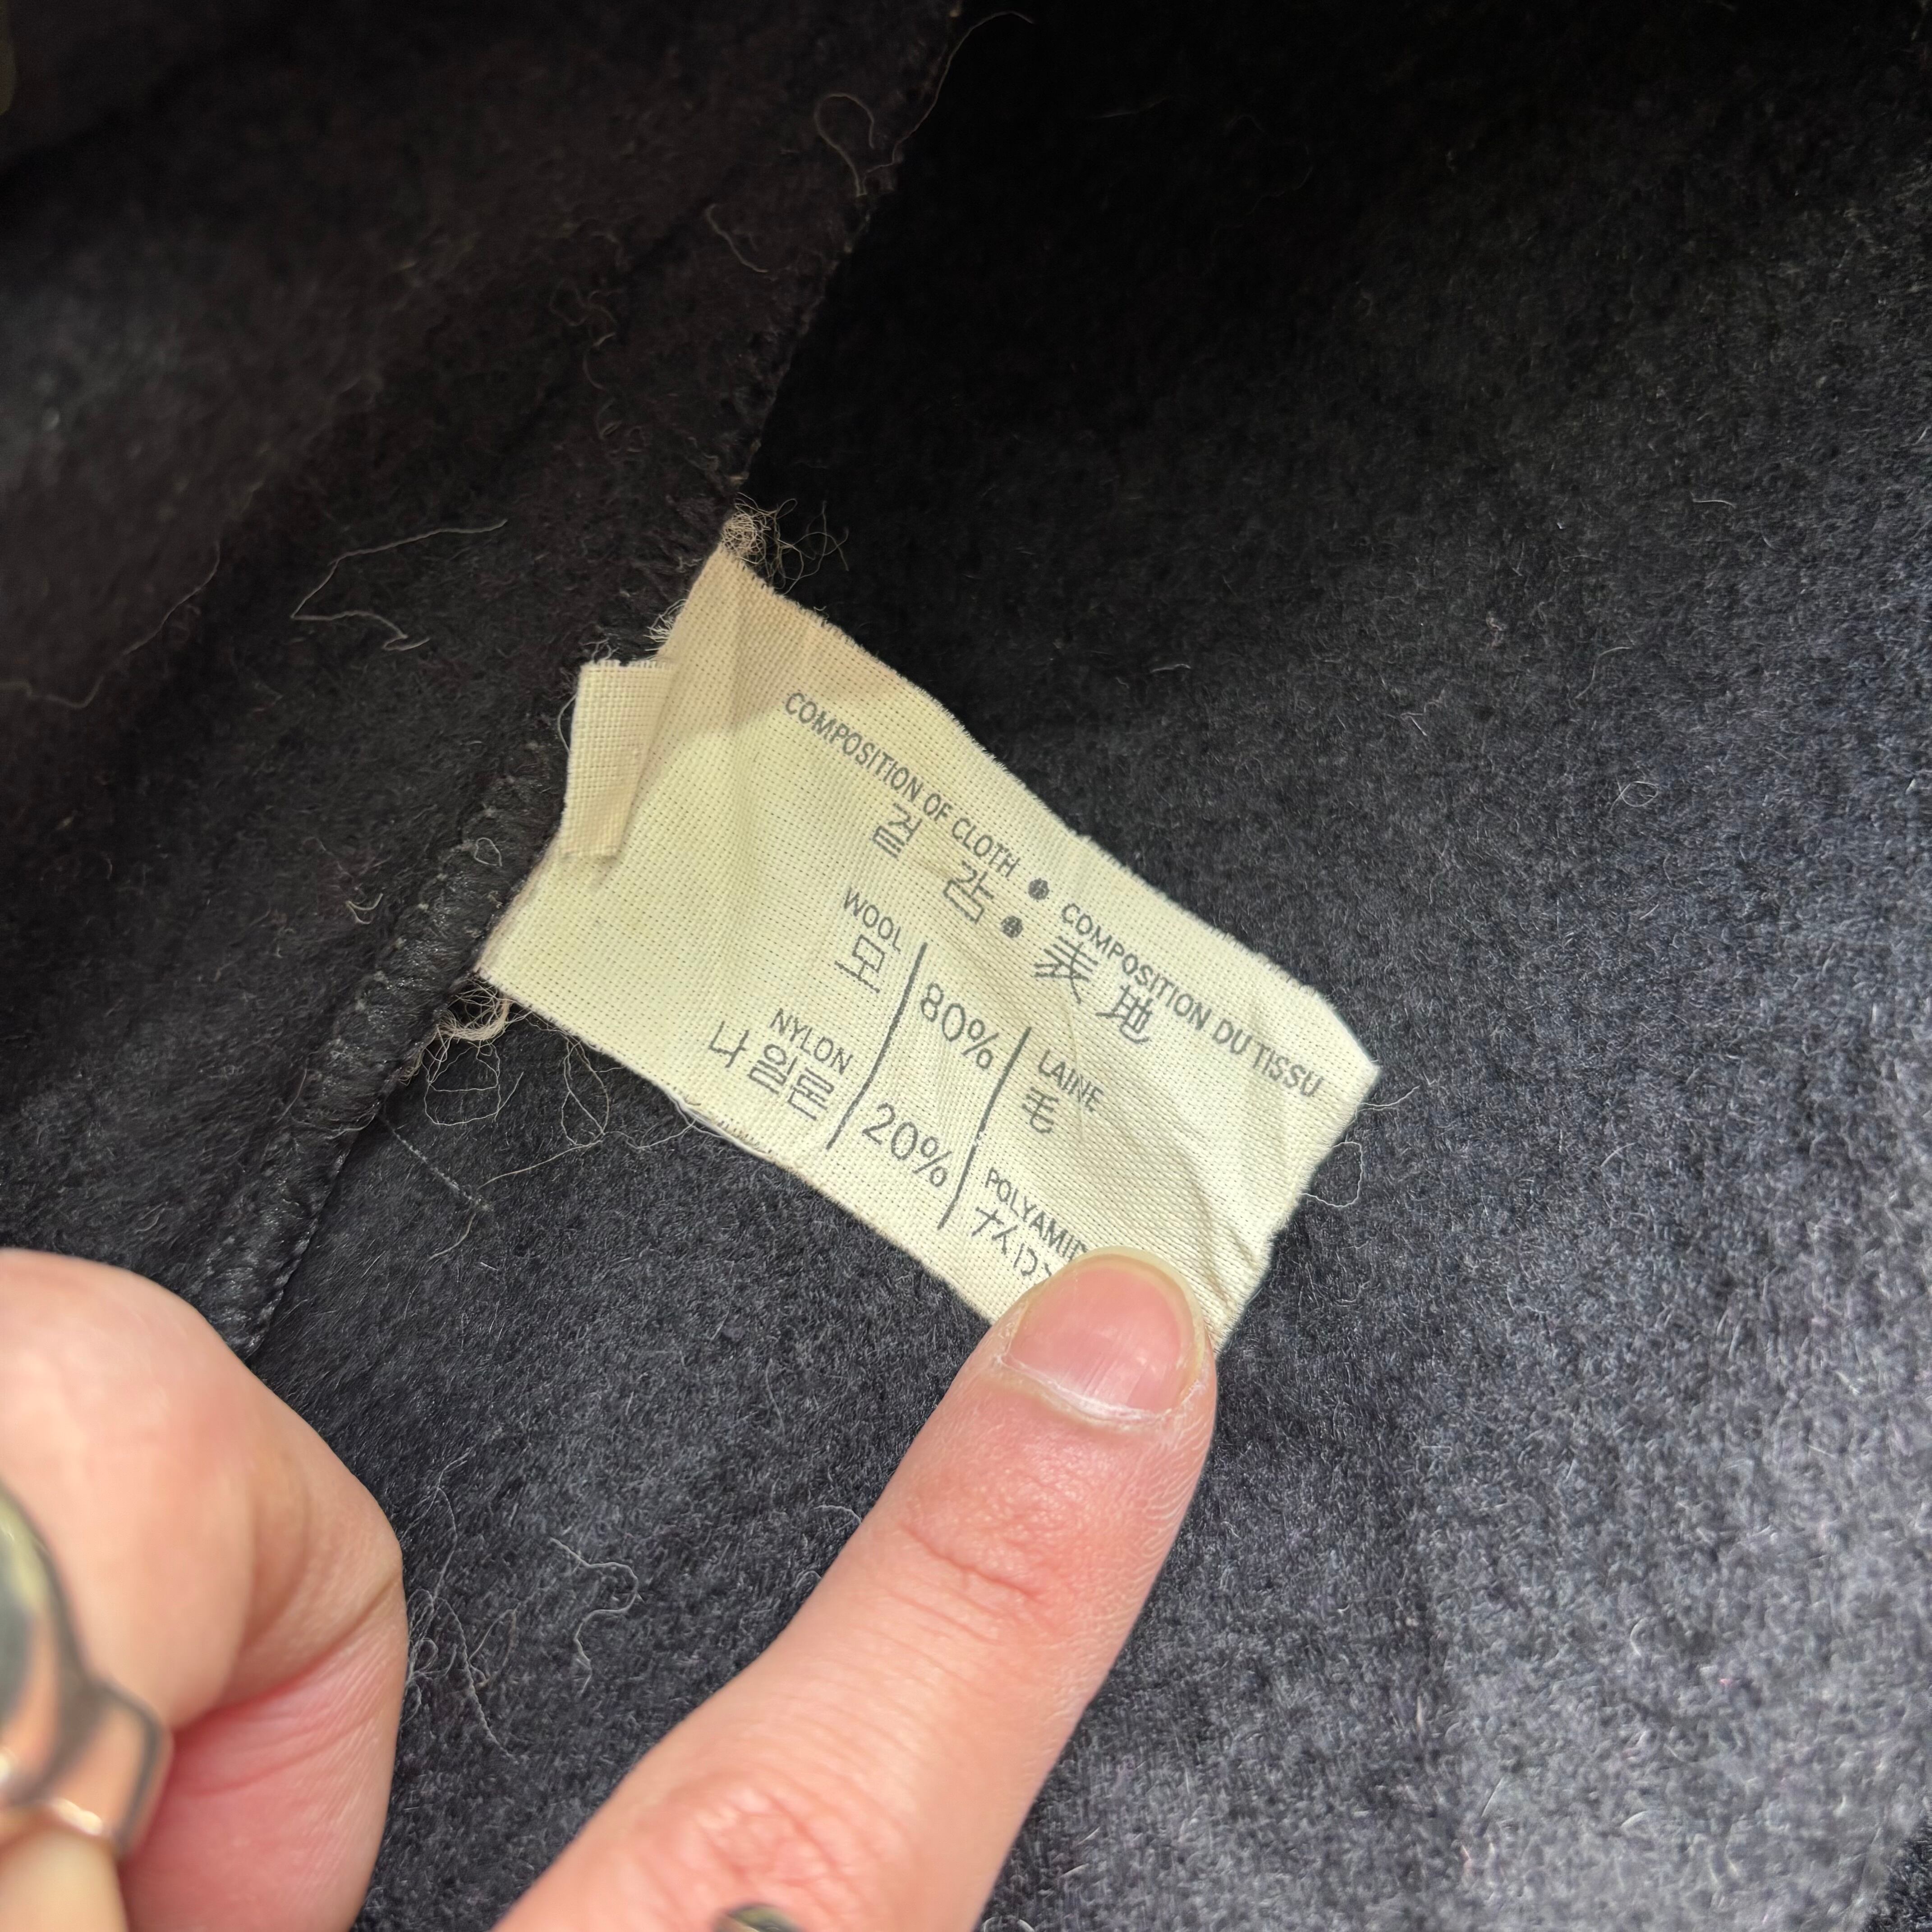 COMPOSITION OF CLOTH ● COMPOSITION DU TISSU
겉 감 ● 表 地
WOOL 80% LAINE
모 毛
NYLON 20%
나일론